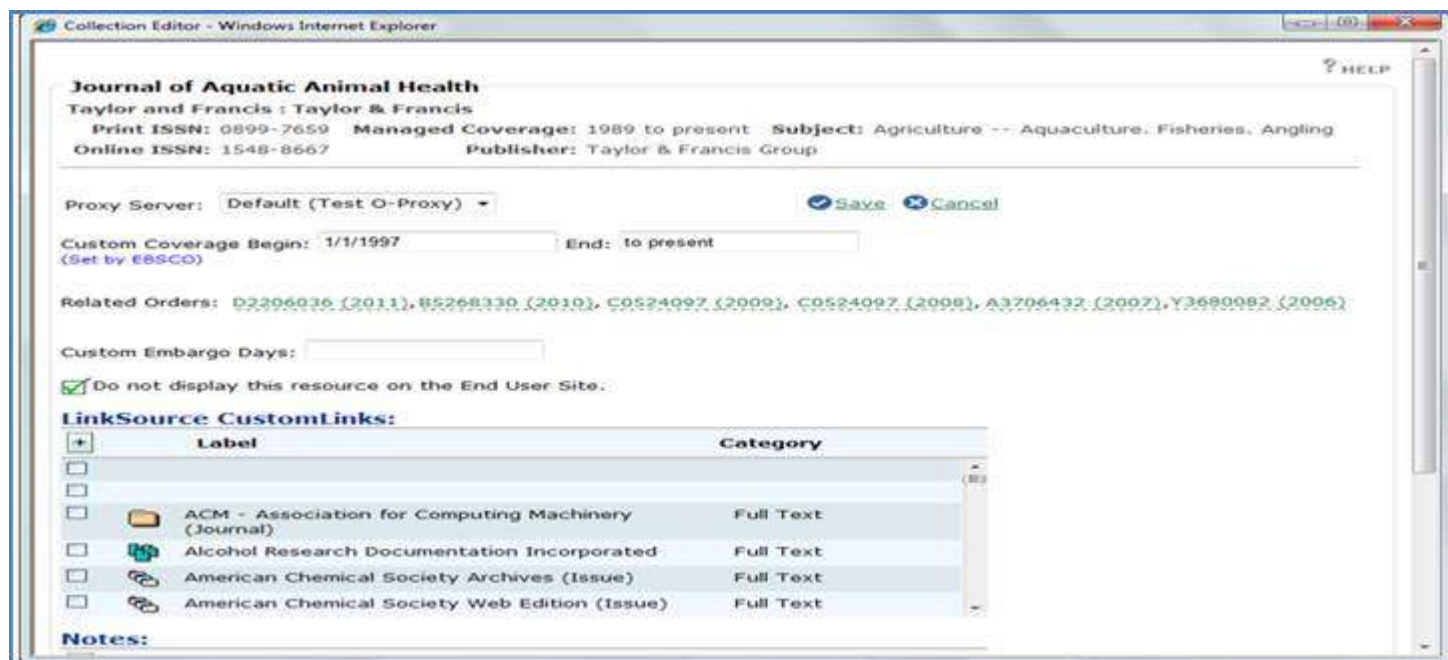 Collection Editor - Windows Internet Explorer
? HELP
Journal of Aquatic Animal Health
Taylor and Francis : Taylor & Francis
Print ISSN: 0899-7659 Managed Coverage: 1989 to present Subject: Agriculture -- Aquaculture, Fisheries, Angling
Online ISSN: 1548-8667 Publisher: Taylor & Francis Group
Proxy Server: Default (Test O-Proxy) Save Cancel
Custom Coverage Begin: 1/1/1997 End: to present
(Set by EBSCO)
Related Orders: D2206036 (2011), B5268330 (2010), C0524097 (2009), C0524097 (2008), A3706432 (2007), Y3680082 (2006)
Custom Embargo Days:
Do not display this resource on the End User Site.
LinkSource CustomLinks:
+ Label Category
ACM - Association for Computing Machinery Full Text
(Journal)
Alcohol Research Documentation Incorporated Full Text
American Chemical Society Archives (Issue) Full Text
American Chemical Society Web Edition (Issue) Full Text
Notes: